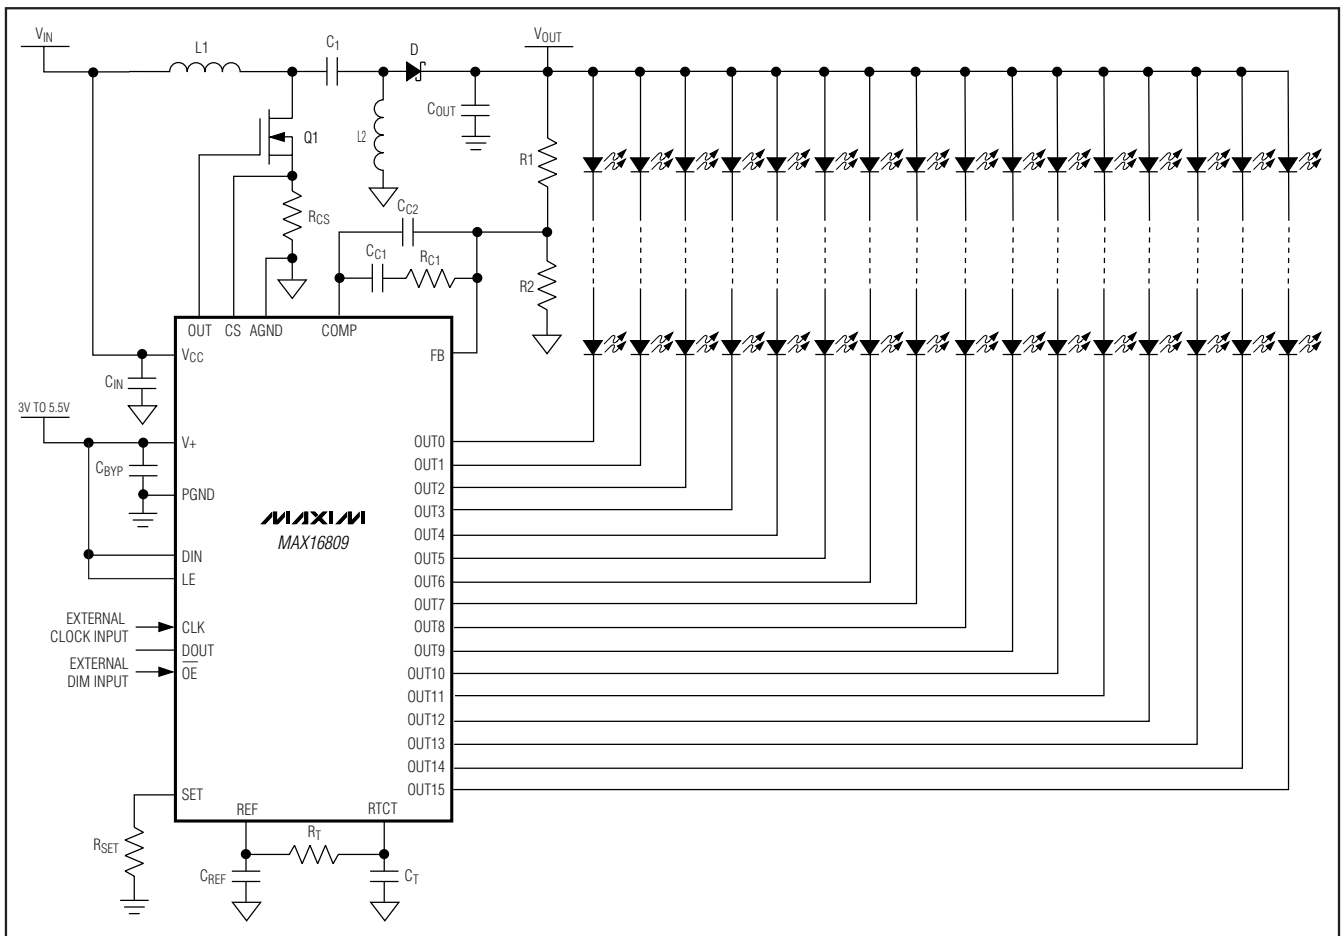 VIN
L1
C1
D
VOUT
COUT
Q1
L2
R1
RCS
CC2
CC1
RC1
R2
OUT
CS
AGND
COMP
VCC
FB
CIN
3V TO 5.5V
V+
CBYP
PGND
MAXIM
MAX16809
DIN
LE
EXTERNAL
CLOCK INPUT
CLK
DOUT
EXTERNAL
DIM INPUT
OE
OUT0
OUT1
OUT2
OUT3
OUT4
OUT5
OUT6
OUT7
OUT8
OUT9
OUT10
OUT11
OUT12
OUT13
OUT14
OUT15
SET
REF
RTCT
RSET
RT
CREF
CT